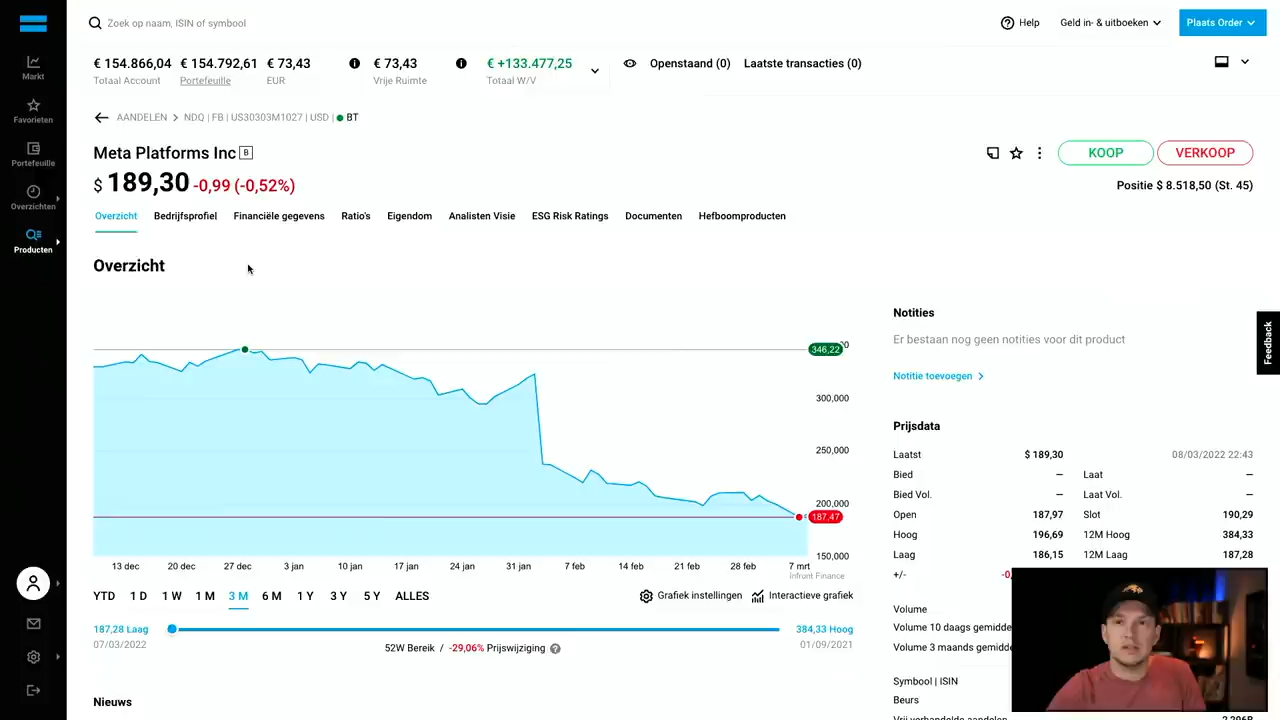 Zoek op naam, ISIN of symbool
Help
Geld in- & uitboeken
Plaats Order
€ 154.866,04 € 154.792,61 € 73,43 € 73,43 € +133.477,25
Totaal Account Portefeuille EUR Vrije Ruimte Totaal W/V
Openstaand (0) Laatste transacties (0)
Markt
Favorieten
Portefeuille
Overzichten
Producten
AANDELEN > NDQ | FB | US30303M1027 | USD | BT
Meta Platforms Inc B
$ 189,30 -0,99 (-0,52%)
KOOP VERKOOP
Positie $ 8.518,50 (St. 45)
Overzicht Bedrijfsprofiel Financiële gegevens Ratio's Eigendom Analisten Visie ESG Risk Ratings Documenten Hefboomproducten
Overzicht
346,22
300,000
250,000
200,000
187,47
150,000
13 dec 20 dec 27 dec 3 jan 10 jan 17 jan 24 jan 31 jan 7 feb 14 feb 21 feb 28 feb 7 mrt
Infront Finance
YTD 1 D 1 W 1 M 3 M 6 M 1 Y 3 Y 5 Y ALLES
Grafiek instellingen Interactieve grafiek
187,28 Laag 384,33 Hoog
07/03/2022 01/09/2021
52W Bereik / -29,06% Prijswijziging ?
Nieuws
Notities
Er bestaan nog geen notities voor dit product
Notitie toevoegen >
Feedback
Prijsdata
Laatst $ 189,30 08/03/2022 22:43
Bied – Laat –
Bied Vol. – Laat Vol. –
Open 187,97 Slot 190,29
Hoog 196,69 12M Hoog 384,33
Laag 186,15 12M Laag 187,28
+/-
Volume
Volume 10 daags gemidde
Volume 3 maands gemidde
Symbool | ISIN
Beurs